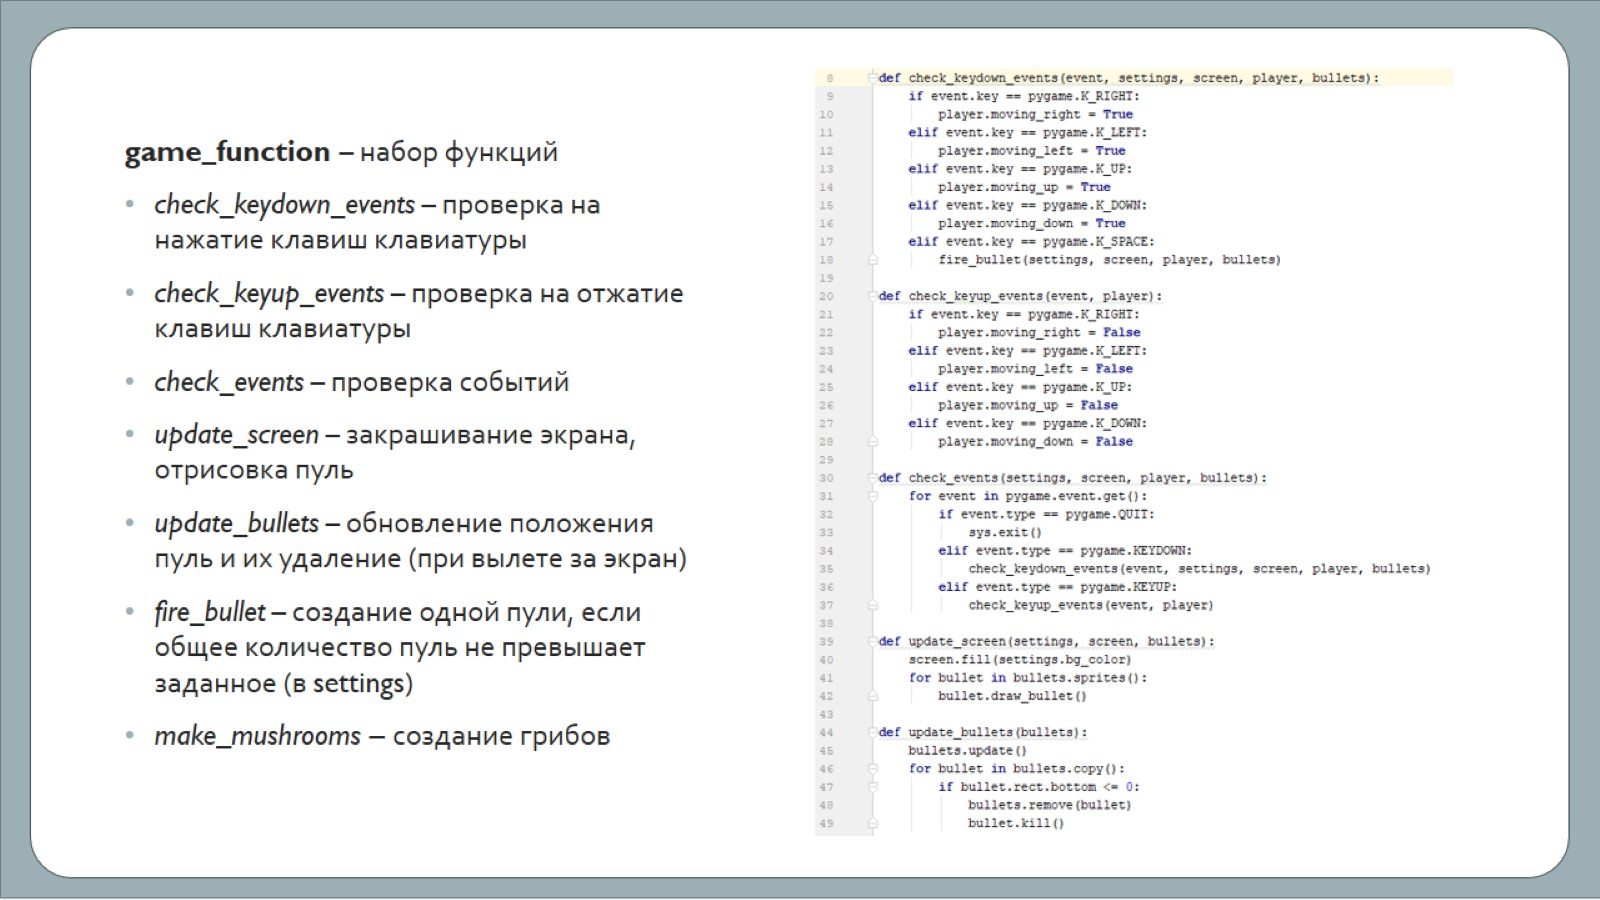 game_function – набор функций
• check_keydown_events – проверка на
нажатие клавиш клавиатуры
• check_keyup_events – проверка на отжатие
клавиш клавиатуры
• check_events – проверка событий
• update_screen – закрашивание экрана,
отрисовка пуль
• update_bullets – обновление положения
пуль и их удаление (при вылете за экран)
• fire_bullet – создание одной пули, если
общее количество пуль не превышает
заданное (в settings)
• make_mushrooms – создание грибов
8 def check_keydown_events(event, settings, screen, player, bullets):
9 if event.key == pygame.K_RIGHT:
10 player.moving_right = True
11 elif event.key == pygame.K_LEFT:
12 player.moving_left = True
13 elif event.key == pygame.K_UP:
14 player.moving_up = True
15 elif event.key == pygame.K_DOWN:
16 player.moving_down = True
17 elif event.key == pygame.K_SPACE:
18 fire_bullet(settings, screen, player, bullets)
19
20 def check_keyup_events(event, player):
21 if event.key == pygame.K_RIGHT:
22 player.moving_right = False
23 elif event.key == pygame.K_LEFT:
24 player.moving_left = False
25 elif event.key == pygame.K_UP:
26 player.moving_up = False
27 elif event.key == pygame.K_DOWN:
28 player.moving_down = False
29
30 def check_events(settings, screen, player, bullets):
31 for event in pygame.event.get():
32 if event.type == pygame.QUIT:
33 sys.exit()
34 elif event.type == pygame.KEYDOWN:
35 check_keydown_events(event, settings, screen, player, bullets)
36 elif event.type == pygame.KEYUP:
37 check_keyup_events(event, player)
38
39 def update_screen(settings, screen, bullets):
40 screen.fill(settings.bg_color)
41 for bullet in bullets.sprites():
42 bullet.draw_bullet()
43
44 def update_bullets(bullets):
45 bullets.update()
46 for bullet in bullets.copy():
47 if bullet.rect.bottom <= 0:
48 bullets.remove(bullet)
49 bullet.kill()